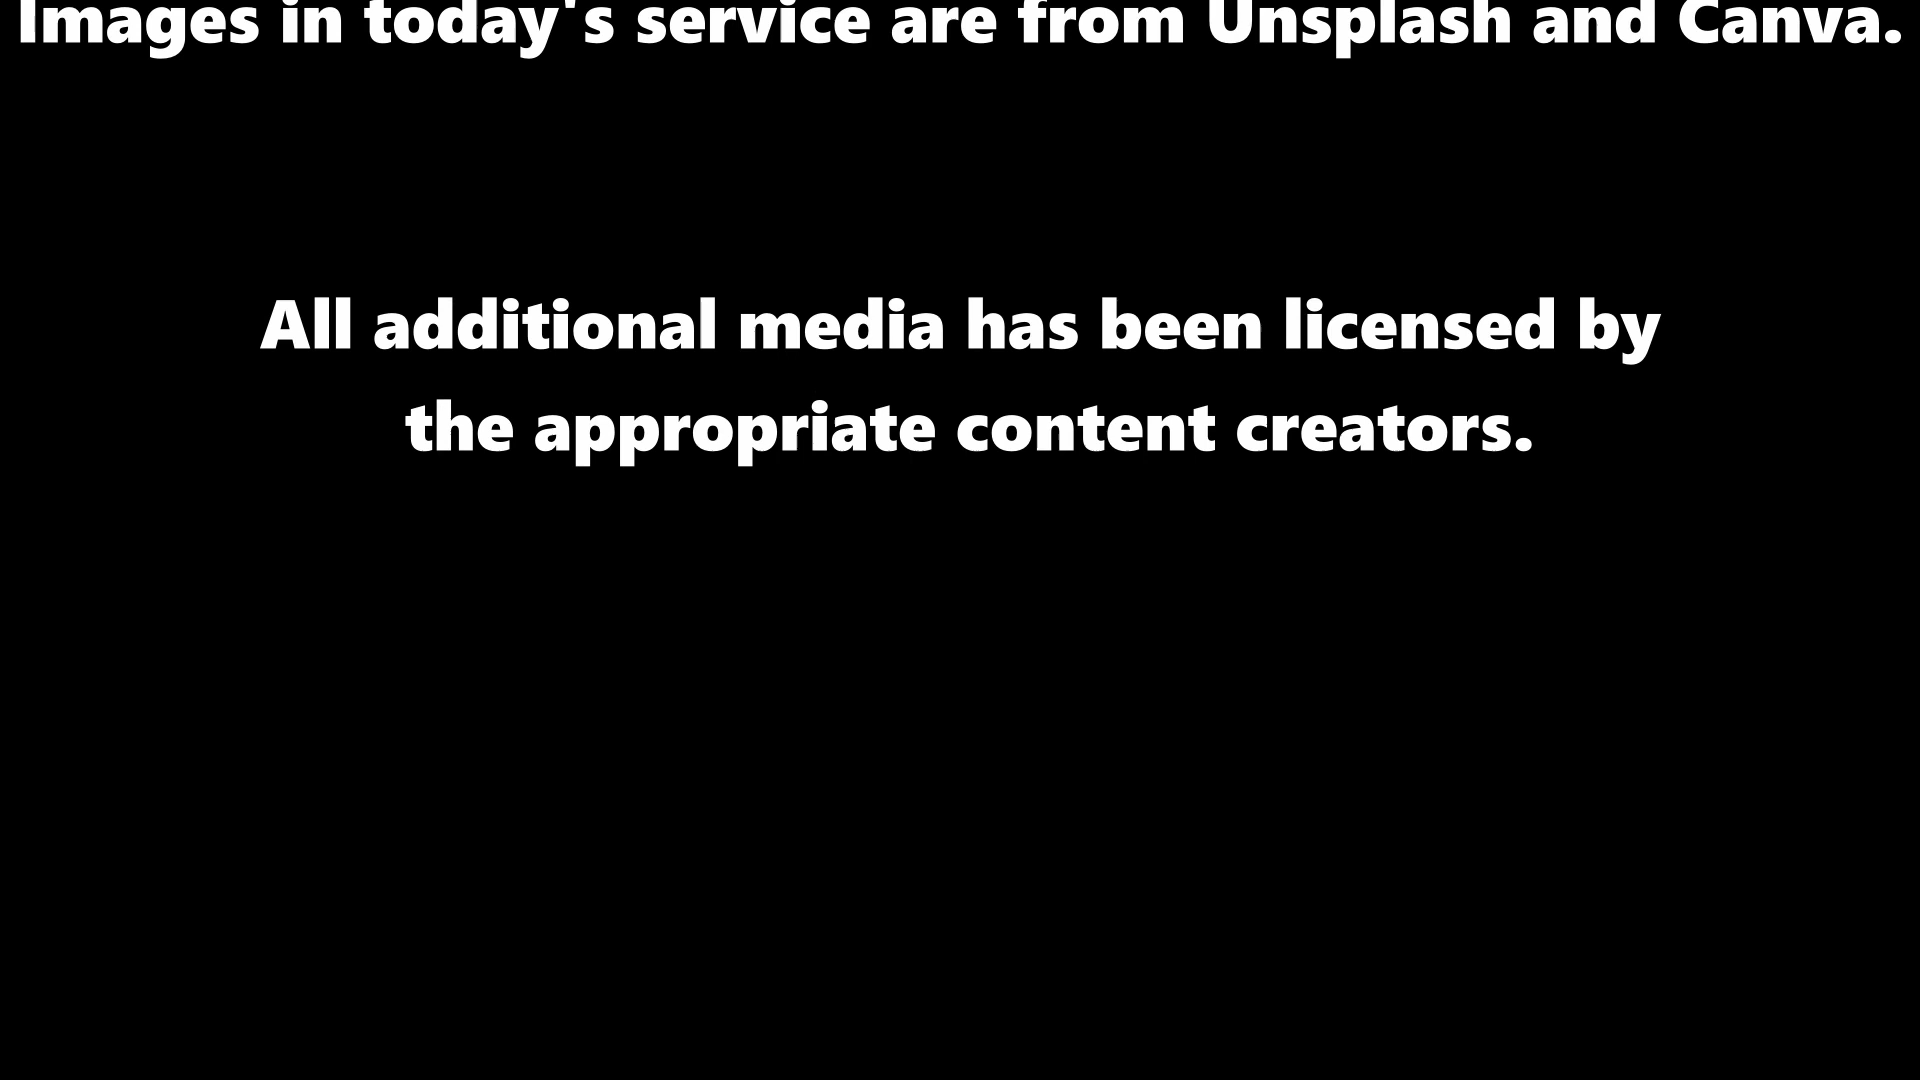 Images in today's service are from Unsplash and Canva.
All additional media has been licensed by
the appropriate content creators.